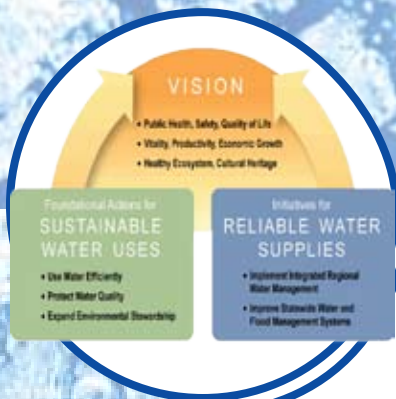 VISION
• Public Health, Safety, Quality of Life
• Vitality, Productivity, Economic Growth
• Healthy Ecosystem, Cultural Heritage
Foundational Actions for
SUSTAINABLE
WATER USES
• Use Water Efficiently
• Protect Water Quality
• Expand Environmental Stewardship
Initiatives for
RELIABLE WATER
SUPPLIES
• Implement Integrated Regional
Water Management
• Improve Statewide Water and
Flood Management Systems